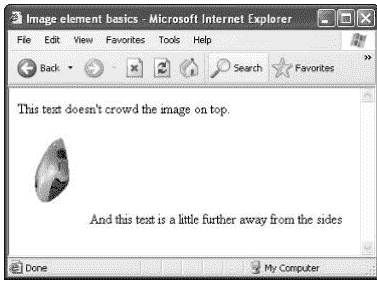 Image element basics - Microsoft Internet Explorer
File Edit View Favorites Tools Help
Back Search Favorites »
This text doesn't crowd the image on top.
And this text is a little further away from the sides
Done My Computer